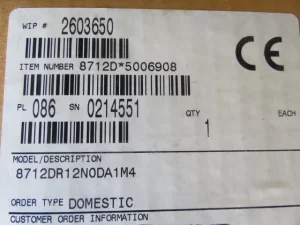 WIP # 2603650
ITEM NUMBER 8712D*5006908
CE
PL 086 SN 0214551
QTY EACH
1
MODEL/DESCRIPTION
8712DR12N0DA1M4
ORDER TYPE DOMESTIC
CUSTOMER ORDER INFORMATION